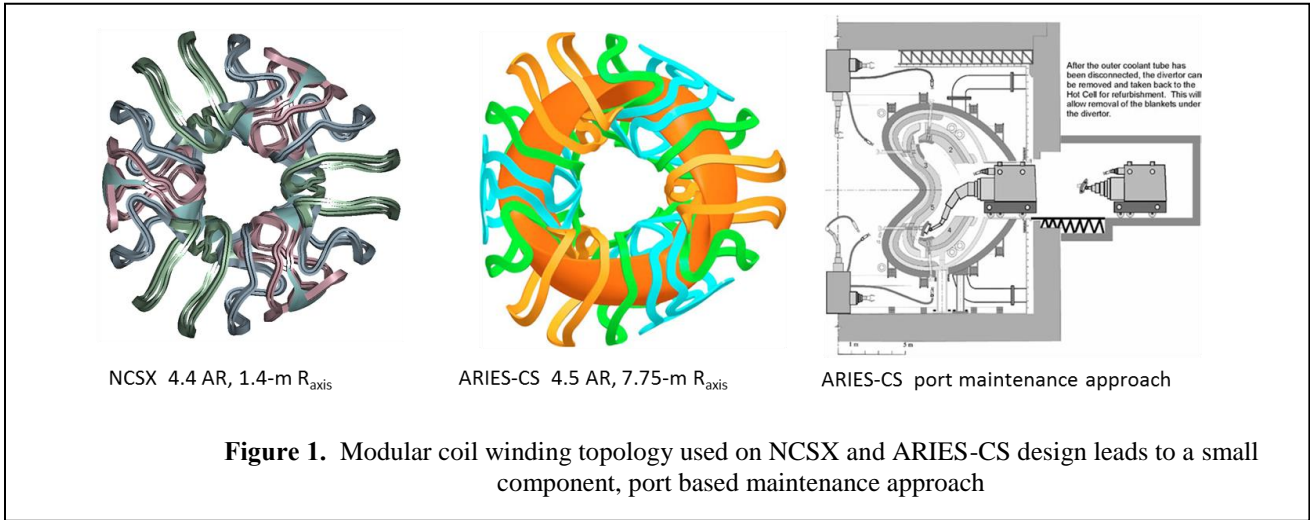 After the outer coolant tube has
been disconnected, the divertor can
be removed and taken back to the
Hot Cell for refurbishment. This will
allow removal of the blankets under
the divertor.
1 m 5 m
NCSX 4.4 AR, 1.4-m Raxis
ARIES-CS 4.5 AR, 7.75-m Raxis
ARIES-CS port maintenance approach
Figure 1. Modular coil winding topology used on NCSX and ARIES-CS design leads to a small
component, port based maintenance approach